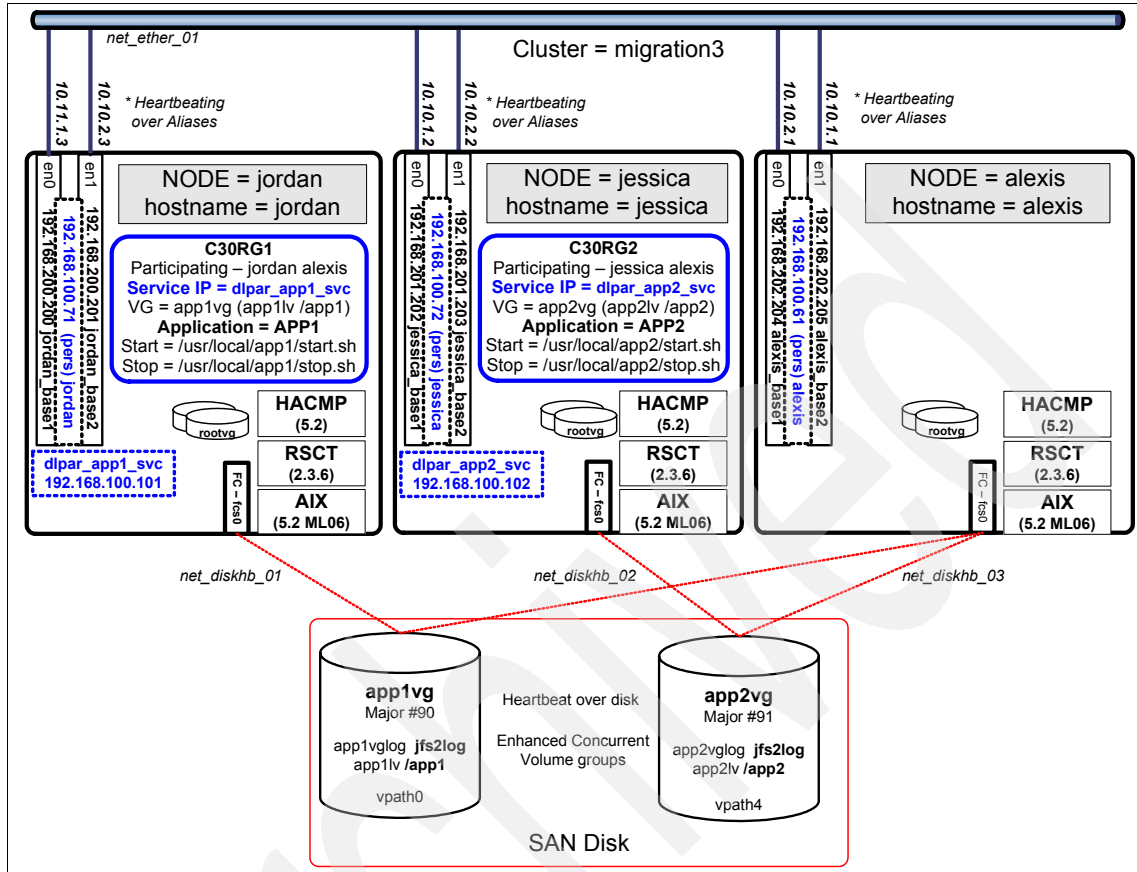 net_ether_01
Cluster = migration3
10.11.1.3
10.10.2.3
* Heartbeating
over Aliases
10.10.1.2
10.10.2.2
* Heartbeating
over Aliases
10.10.2.1
10.10.1.1
* Heartbeating
over Aliases
en0
en1
192.168.200.200 jordan_base1
192.168.100.71 (pers) jordan
192.168.200.201 jordan_base2
NODE = jordan
hostname = jordan
C30RG1
Participating – jordan alexis
Service IP = dlpar_app1_svc
VG = app1vg (app1lv /app1)
Application = APP1
Start = /usr/local/app1/start.sh
Stop = /usr/local/app1/stop.sh
rootvg
HACMP
(5.2)
RSCT
(2.3.6)
AIX
(5.2 ML06)
dlpar_app1_svc
192.168.100.101
FC – fcs0
en0
en1
192.168.201.202 jessica_base1
192.168.100.72 (pers) jessica
192.168.201.203 jessica_base2
NODE = jessica
hostname = jessica
C30RG2
Participating – jessica alexis
Service IP = dlpar_app2_svc
VG = app2vg (app2lv /app2)
Application = APP2
Start = /usr/local/app2/start.sh
Stop = /usr/local/app2/stop.sh
rootvg
HACMP
(5.2)
RSCT
(2.3.6)
AIX
(5.2 ML06)
dlpar_app2_svc
192.168.100.102
FC – fcs0
en0
en1
192.168.202.204 alexis_base1
192.168.100.61 (pers) alexis
192.168.202.205 alexis_base2
NODE = alexis
hostname = alexis
rootvg
HACMP
(5.2)
RSCT
(2.3.6)
AIX
(5.2 ML06)
FC – fcs0
net_diskhb_01
net_diskhb_02
net_diskhb_03
app1vg
Major #90
app1vglog jfs2log
app1lv /app1
vpath0
Heartbeat over disk
Enhanced Concurrent
Volume groups
app2vg
Major #91
app2vglog jfs2log
app2lv /app2
vpath4
SAN Disk